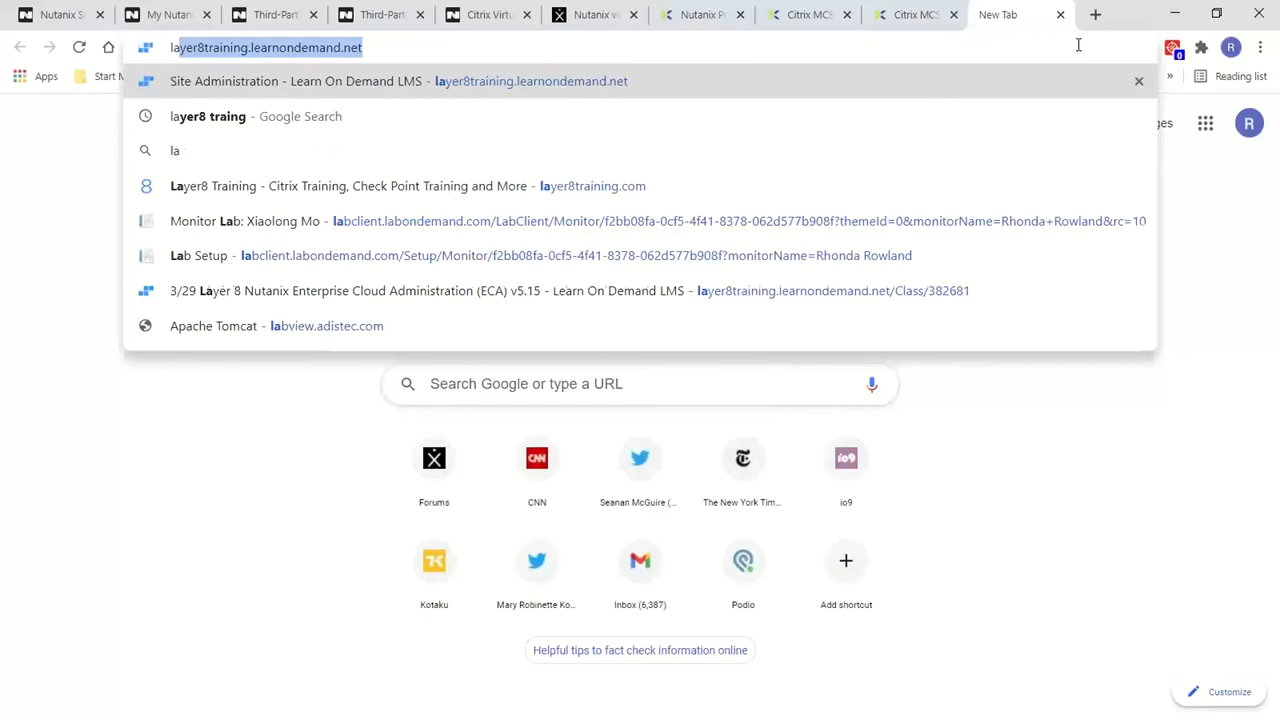 Nutanix S
My Nutan
Third-Part
Third-Part
Citrix Virtu
Nutanix ve
Nutanix Pr
Citrix MCS
Citrix MCS
New Tab
layer8training.learnondemand.net
0
R
Apps
Start M
»
Reading list
Site Administration - Learn On Demand LMS - layer8training.learnondemand.net
layer8 traing - Google Search
la
Layer8 Training - Citrix Training, Check Point Training and More - layer8training.com
Monitor Lab: Xiaolong Mo - labclient.labondemand.com/LabClient/Monitor/f2bb08fa-0cf5-4f41-8378-062d577b908f?themeId=0&monitorName=Rhonda+Rowland&rc=10
Lab Setup - labclient.labondemand.com/Setup/Monitor/f2bb08fa-0cf5-4f41-8378-062d577b908f?monitorName=Rhonda Rowland
3/29 Layer 8 Nutanix Enterprise Cloud Administration (ECA) v5.15 - Learn On Demand LMS - layer8training.learnondemand.net/Class/382681
Apache Tomcat - labview.adistec.com
ges
R
Search Google or type a URL
CNN
io9
Forums
CNN
Seanan McGuire (...
The New York Tim...
io9
Kotaku
Mary Robinette Ko...
Inbox (6,387)
Podio
Add shortcut
Helpful tips to fact check information online
Customize